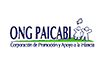 ONG PAICABI
Corporación de Promoción y Apoyo a la Infancia